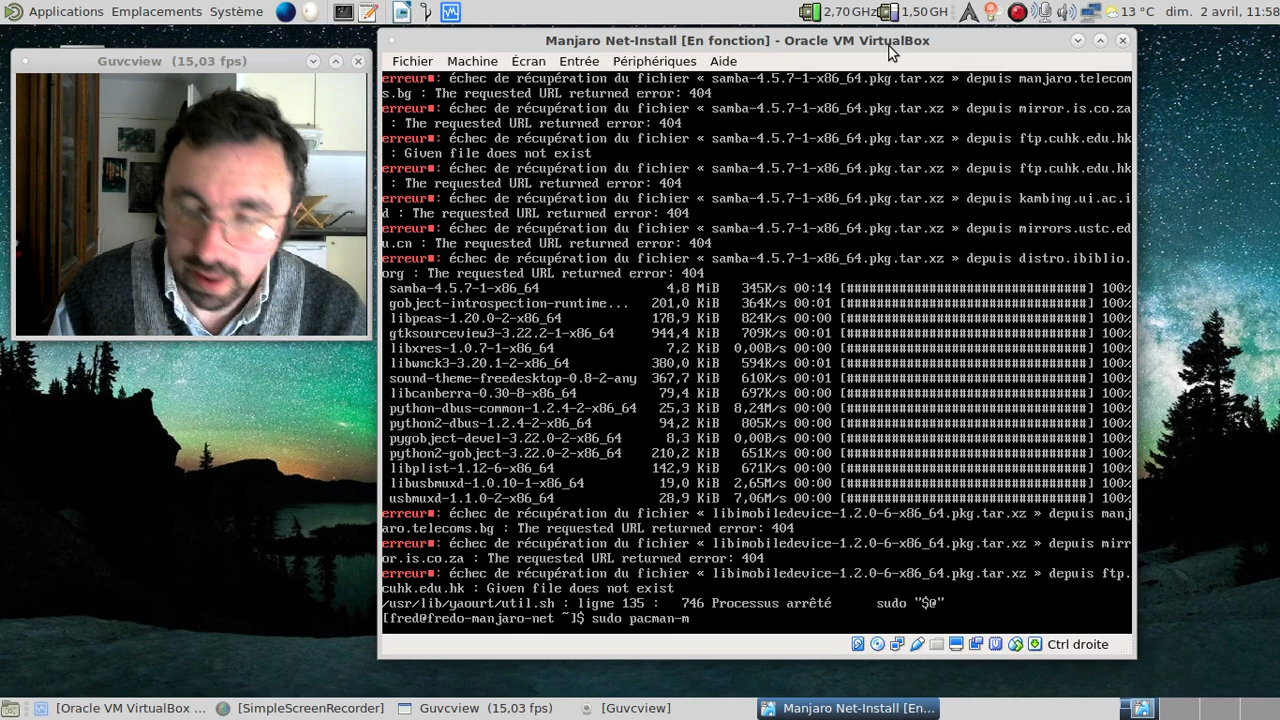 Applications Emplacements Système 2,70 GHz 1,50 GH 13 °C dim. 2 avril, 11:58
Guvcview (15,03 fps)
Manjaro Net-Install [En fonction] - Oracle VM VirtualBox
Fichier Machine Écran Entrée Périphériques Aide
erreur : échec de récupération du fichier « samba-4.5.7-1-x86_64.pkg.tar.xz » depuis manjaro.telecom
s.bg : The requested URL returned error: 404
erreur : échec de récupération du fichier « samba-4.5.7-1-x86_64.pkg.tar.xz » depuis mirror.is.co.za
: The requested URL returned error: 404
erreur : échec de récupération du fichier « samba-4.5.7-1-x86_64.pkg.tar.xz » depuis ftp.cuhk.edu.hk
: Given file does not exist
erreur : échec de récupération du fichier « samba-4.5.7-1-x86_64.pkg.tar.xz » depuis ftp.cuhk.edu.hk
: The requested URL returned error: 404
erreur : échec de récupération du fichier « samba-4.5.7-1-x86_64.pkg.tar.xz » depuis kambing.ui.ac.i
d : The requested URL returned error: 404
erreur : échec de récupération du fichier « samba-4.5.7-1-x86_64.pkg.tar.xz » depuis mirrors.ustc.ed
u.cn : The requested URL returned error: 404
erreur : échec de récupération du fichier « samba-4.5.7-1-x86_64.pkg.tar.xz » depuis distro.ibiblio.
org : The requested URL returned error: 404
samba-4.5.7-1-x86_64 4,8 MiB 345K/s 00:14 [################################] 100%
gobject-introspection-runtime... 201,0 KiB 364K/s 00:01 [################################] 100%
libpeas-1.20.0-2-x86_64 178,9 KiB 824K/s 00:00 [################################] 100%
gtksourceview3-3.22.2-1-x86_64 944,4 KiB 709K/s 00:01 [################################] 100%
libxres-1.0.7-1-x86_64 7,2 KiB 0,00B/s 00:00 [################################] 100%
libwnck3-3.20.1-2-x86_64 380,0 KiB 594K/s 00:01 [################################] 100%
sound-theme-freedesktop-0.8-2-any 367,7 KiB 610K/s 00:01 [################################] 100%
libcanberra-0.30-8-x86_64 79,4 KiB 697K/s 00:00 [################################] 100%
python-dbus-common-1.2.4-2-x86_64 25,3 KiB 8,24M/s 00:00 [################################] 100%
python2-dbus-1.2.4-2-x86_64 94,2 KiB 805K/s 00:00 [################################] 100%
pygobject-devel-3.22.0-2-x86_64 8,3 KiB 0,00B/s 00:00 [################################] 100%
python2-gobject-3.22.0-2-x86_64 210,2 KiB 651K/s 00:00 [################################] 100%
libplist-1.12-6-x86_64 142,9 KiB 671K/s 00:00 [################################] 100%
libusbmuxd-1.0.10-1-x86_64 19,0 KiB 2,65M/s 00:00 [################################] 100%
usbmuxd-1.1.0-2-x86_64 28,9 KiB 7,06M/s 00:00 [################################] 100%
erreur : échec de récupération du fichier « libimobiledevice-1.2.0-6-x86_64.pkg.tar.xz » depuis manj
aro.telecoms.bg : The requested URL returned error: 404
erreur : échec de récupération du fichier « libimobiledevice-1.2.0-6-x86_64.pkg.tar.xz » depuis mirr
or.is.co.za : The requested URL returned error: 404
erreur : échec de récupération du fichier « libimobiledevice-1.2.0-6-x86_64.pkg.tar.xz » depuis ftp.
cuhk.edu.hk : Given file does not exist
/usr/lib/yaourt/util.sh : ligne 135 : 746 Processus arrêté sudo "$@"
[fred@fredo-manjaro-net ~]$ sudo pacman-m
Ctrl droite
[Oracle VM VirtualBox ... [SimpleScreenRecorder] Guvcview (15,03 fps) [Guvcview] Manjaro Net-Install [En...